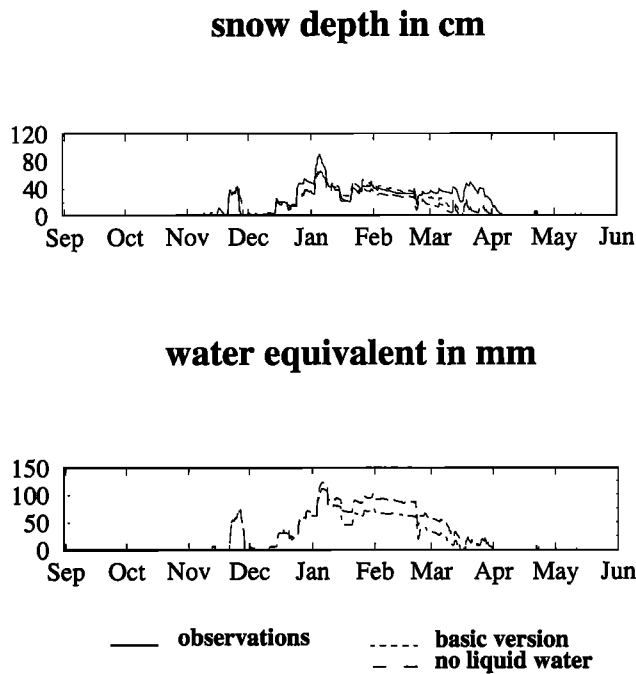 snow depth in cm
120
80
40
0
Sep Oct Nov Dec Jan Feb Mar Apr May Jun
water equivalent in mm
150
100
50
0
Sep Oct Nov Dec Jan Feb Mar Apr May Jun
observations
basic version
no liquid water